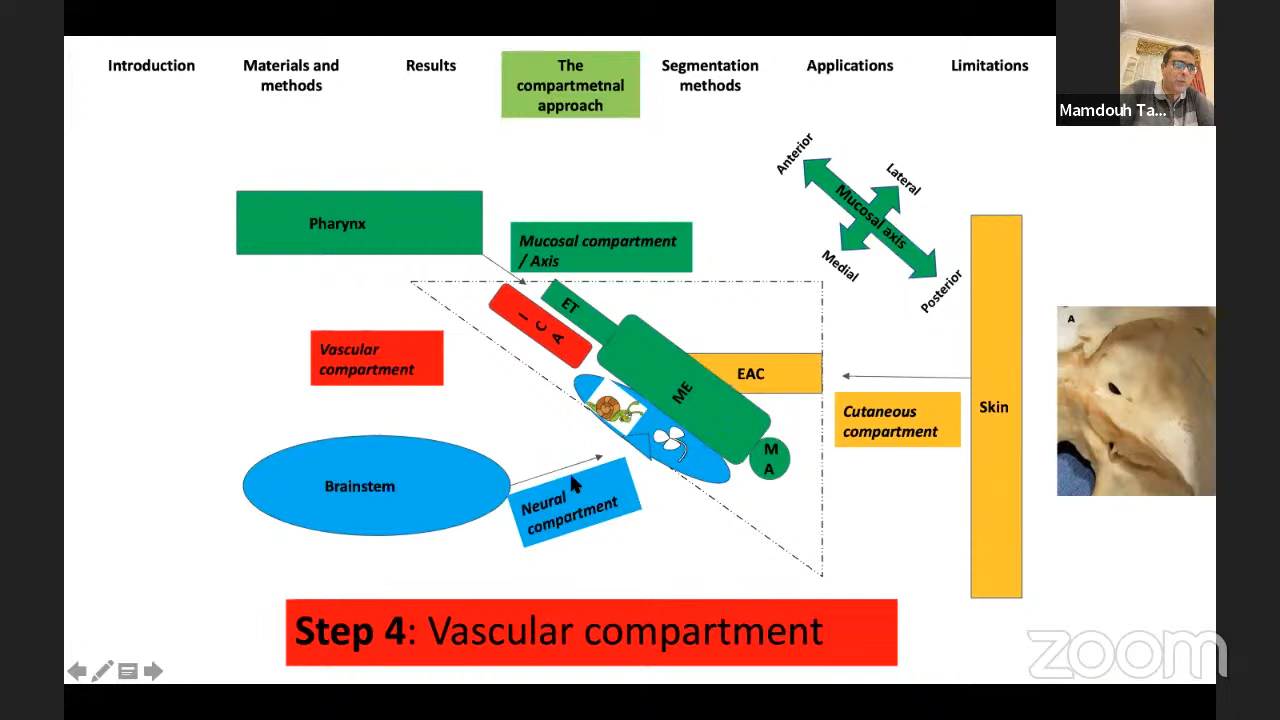 Introduction
Materials and
methods
Results
The
compartmetnal
approach
Segmentation
methods
Applications
Limitations
Mamdouh Ta...
Anterior
Lateral
Mucosal axis
Medial
Posterior
Pharynx
Mucosal compartment
/ Axis
ET
I
C
A
Vascular
compartment
ME
EAC
Cutaneous
compartment
Skin
M
A
Brainstem
Neural
compartment
A
Step 4: Vascular compartment
zoom